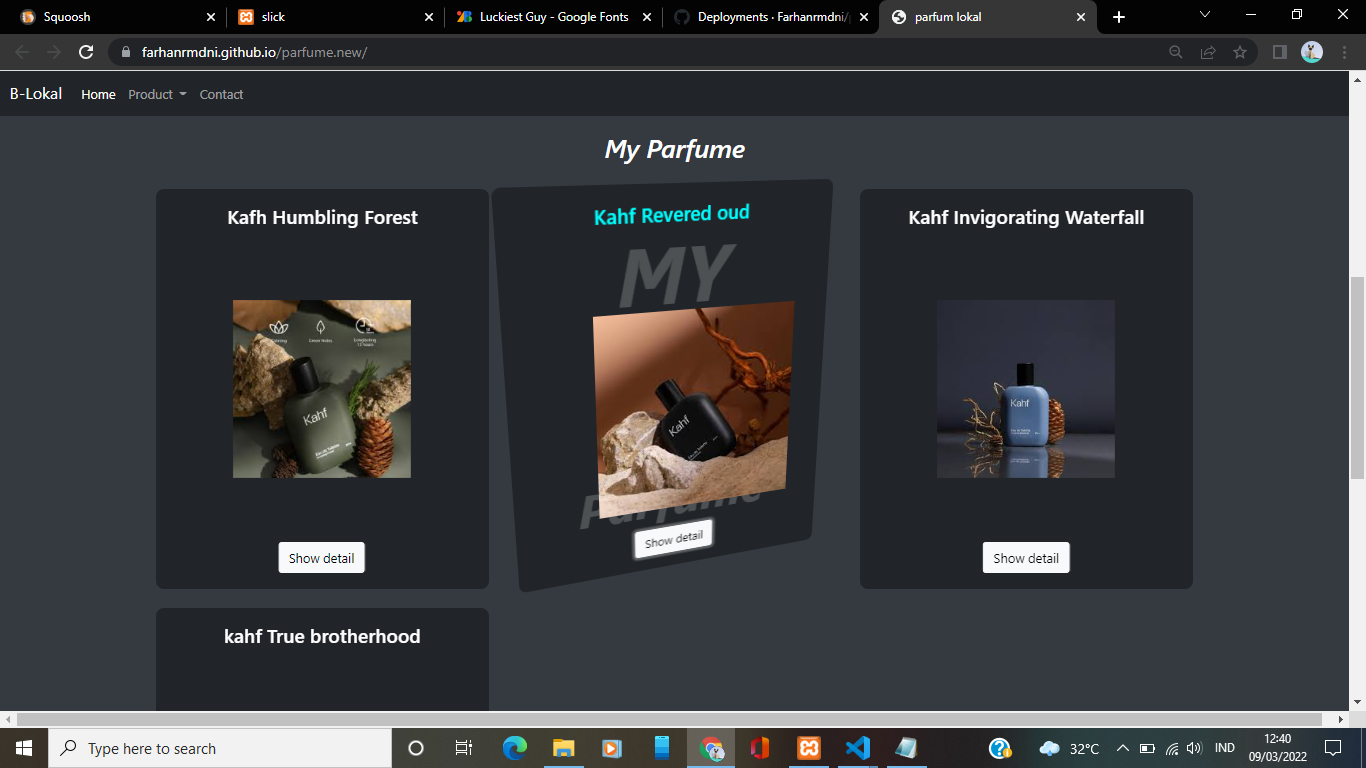 Squoosh
slick
Luckiest Guy - Google Fonts
Deployments · Farhanrmdni/
parfum lokal
farhanrmdni.github.io/parfume.new/
B-Lokal
Home
Product
Contact
My Parfume
Kafh Humbling Forest
Kahf Revered oud
Kahf Invigorating Waterfall
MY
Kahf
Kahf
Kahf
Parfume
Show detail
Show detail
Show detail
kahf True brotherhood
Type here to search
32°C
IND
12:40
09/03/2022